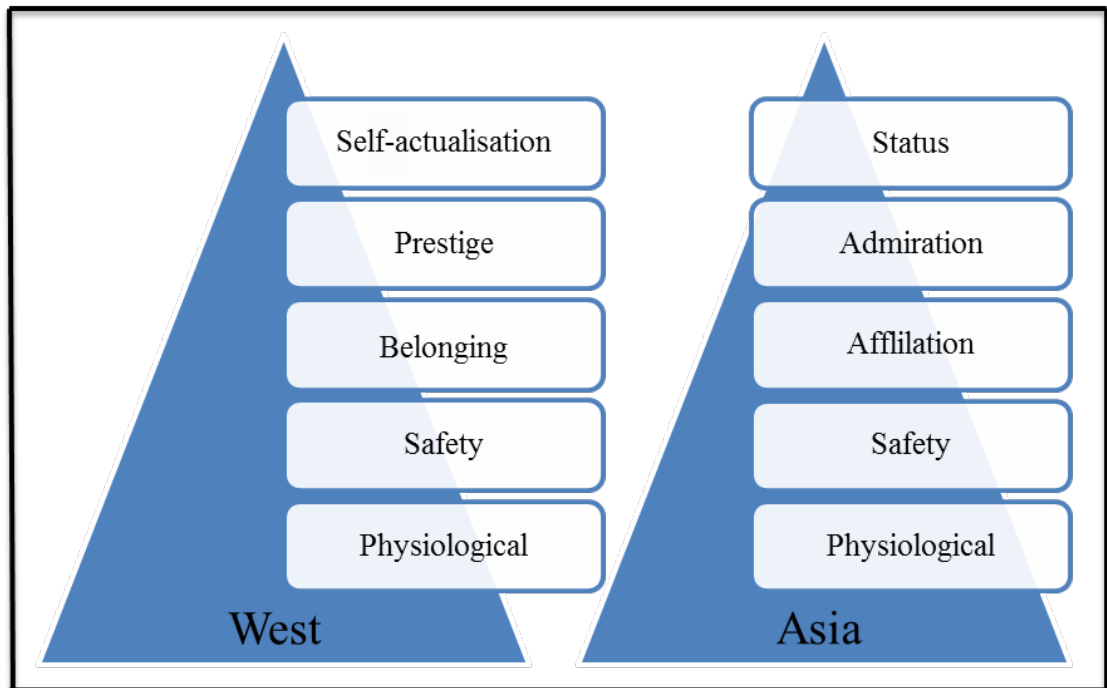 Self-actualisation
Prestige
Belonging
Safety
Physiological
West
Status
Admiration
Afflilation
Safety
Physiological
Asia